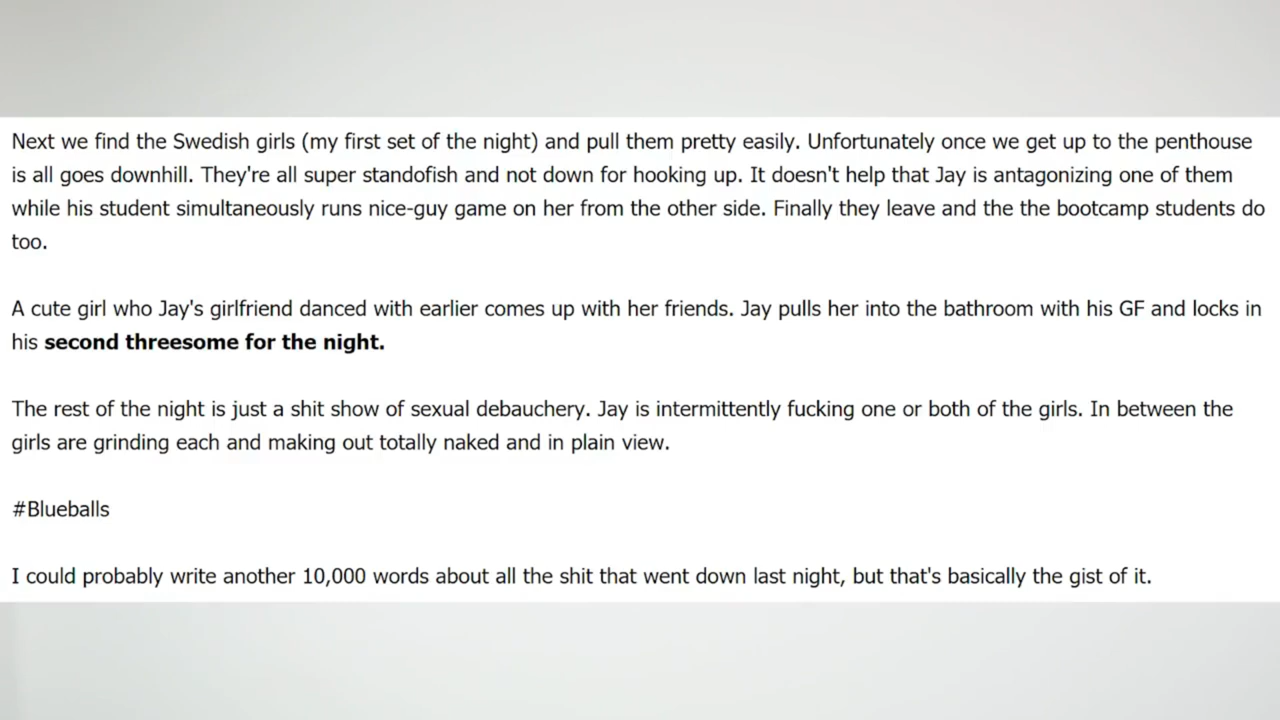 Next we find the Swedish girls (my first set of the night) and pull them pretty easily. Unfortunately once we get up to the penthouse
is all goes downhill. They're all super standofish and not down for hooking up. It doesn't help that Jay is antagonizing one of them
while his student simultaneously runs nice-guy game on her from the other side. Finally they leave and the the bootcamp students do
too.
A cute girl who Jay's girlfriend danced with earlier comes up with her friends. Jay pulls her into the bathroom with his GF and locks in
his second threesome for the night.
The rest of the night is just a shit show of sexual debauchery. Jay is intermittently fucking one or both of the girls. In between the
girls are grinding each and making out totally naked and in plain view.
#Blueballs
I could probably write another 10,000 words about all the shit that went down last night, but that's basically the gist of it.